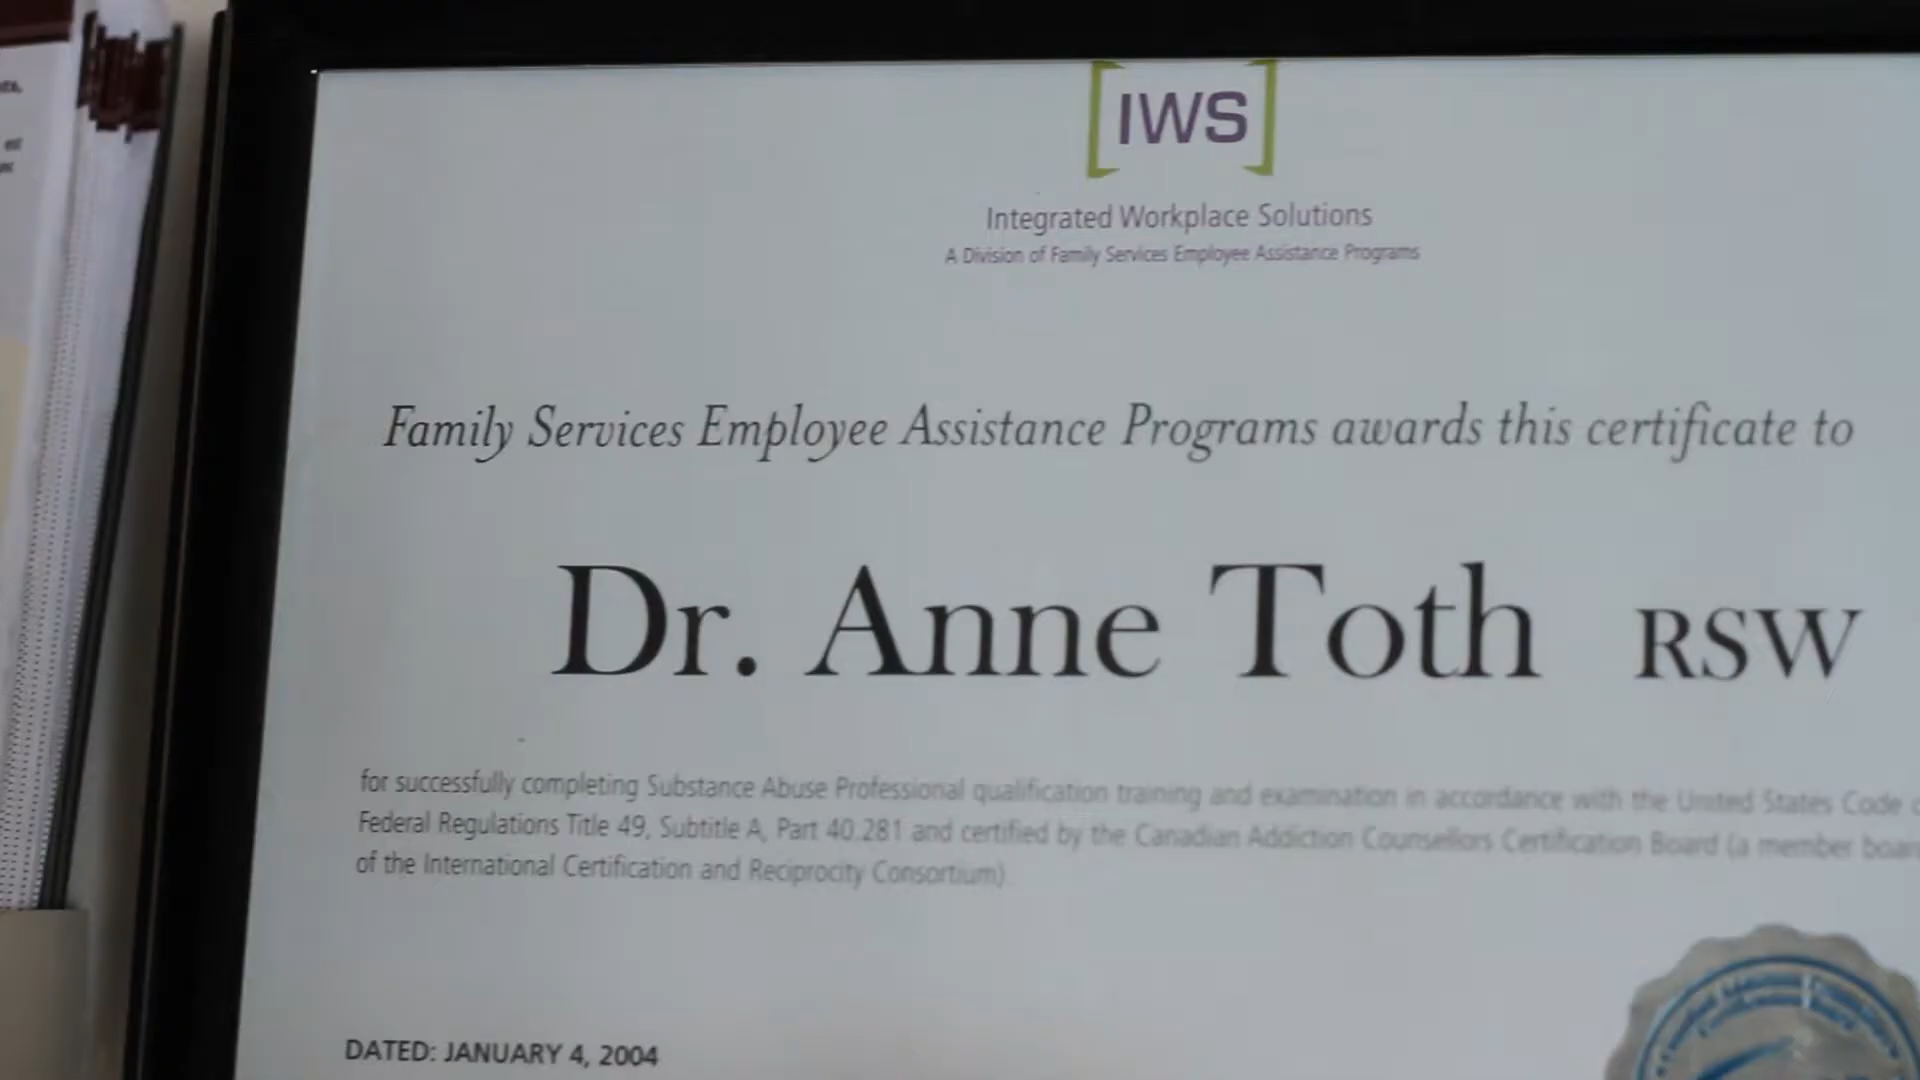 [IWS]
Integrated Workplace Solutions
A Division of Family Services Employee Assistance Programs
Family Services Employee Assistance Programs awards this certificate to
Dr. Anne Toth RSW
for successfully completing Substance Abuse Professional qualification training and examination in accordance with the United States Code
Federal Regulations Title 49, Subtitle A, Part 40.281 and certified by the Canadian Addiction Counsellors Certification Board (a member
of the International Certification and Reciprocity Consortium)
DATED: JANUARY 4, 2004